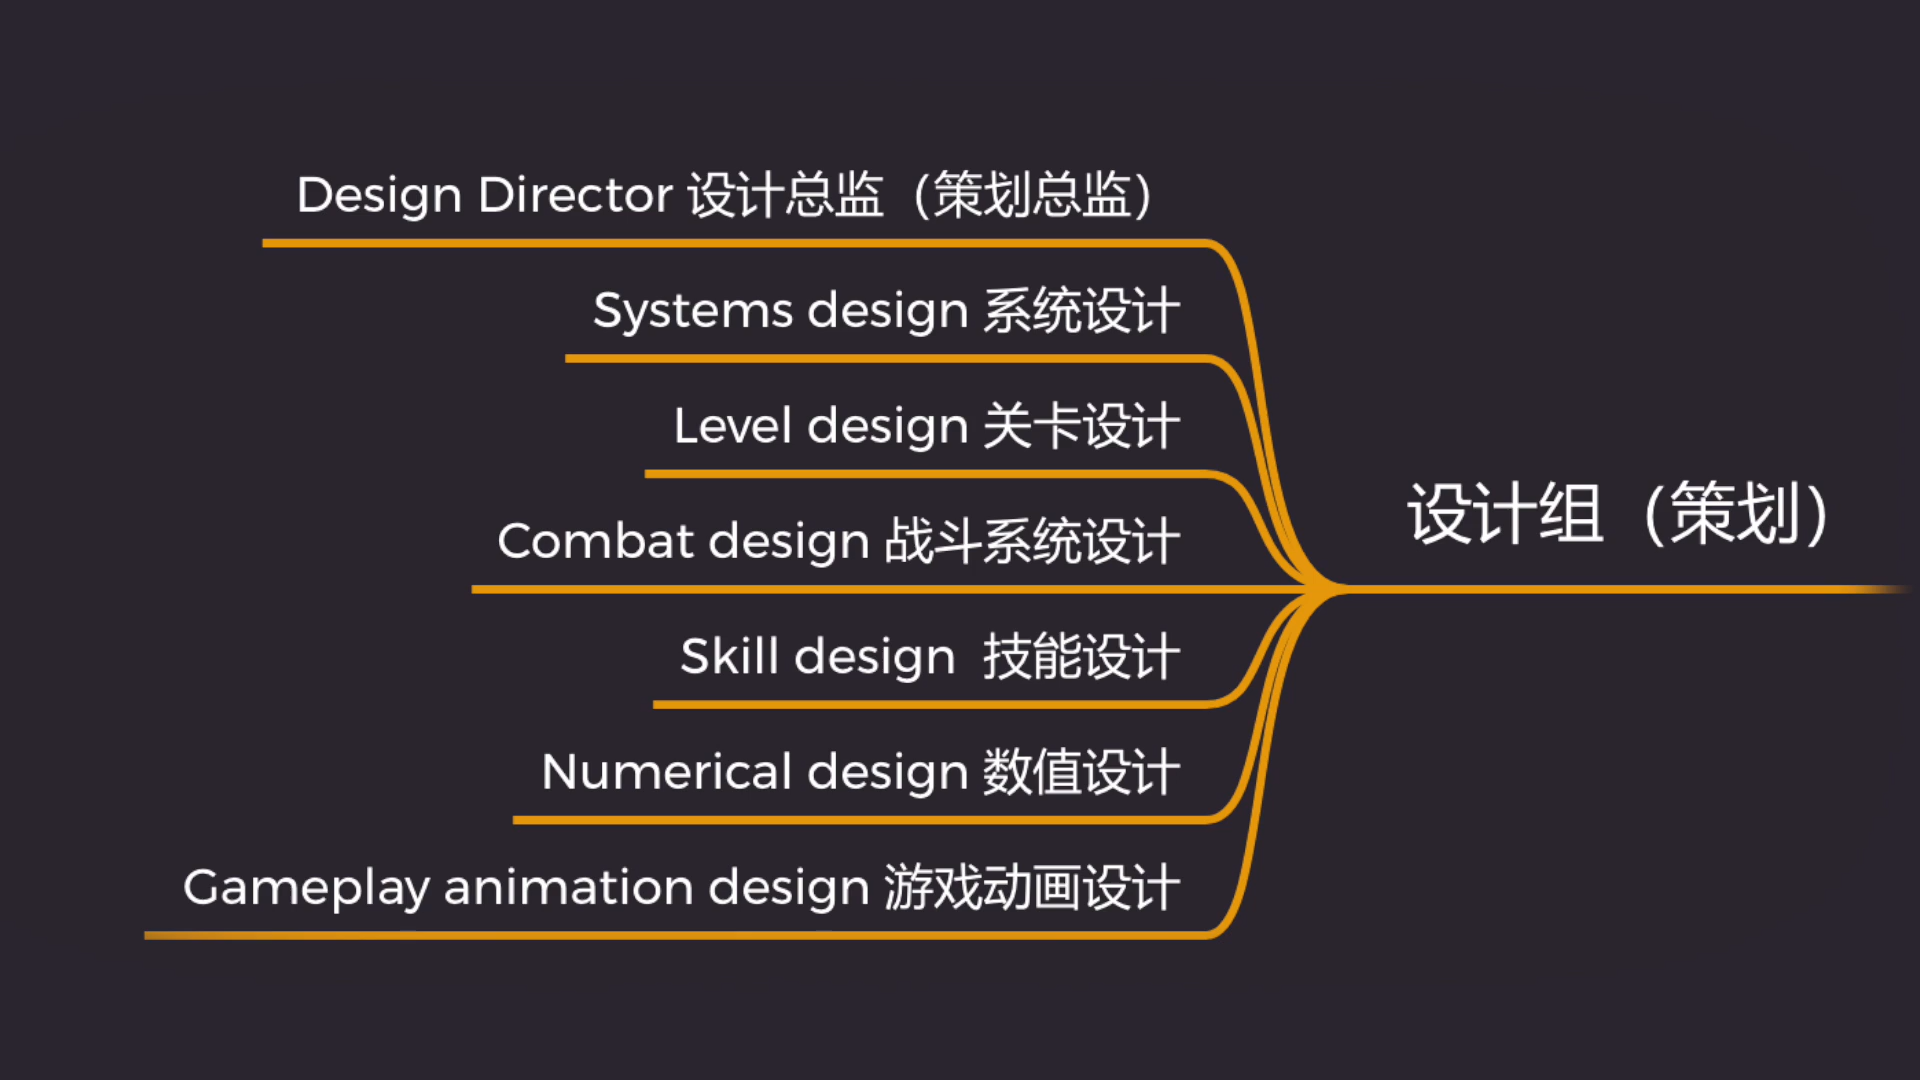 Design Director 设计总监（策划总监）
Systems design 系统设计
Level design 关卡设计
Combat design 战斗系统设计
Skill design  技能设计
Numerical design 数值设计
Gameplay animation design 游戏动画设计
设计组（策划）